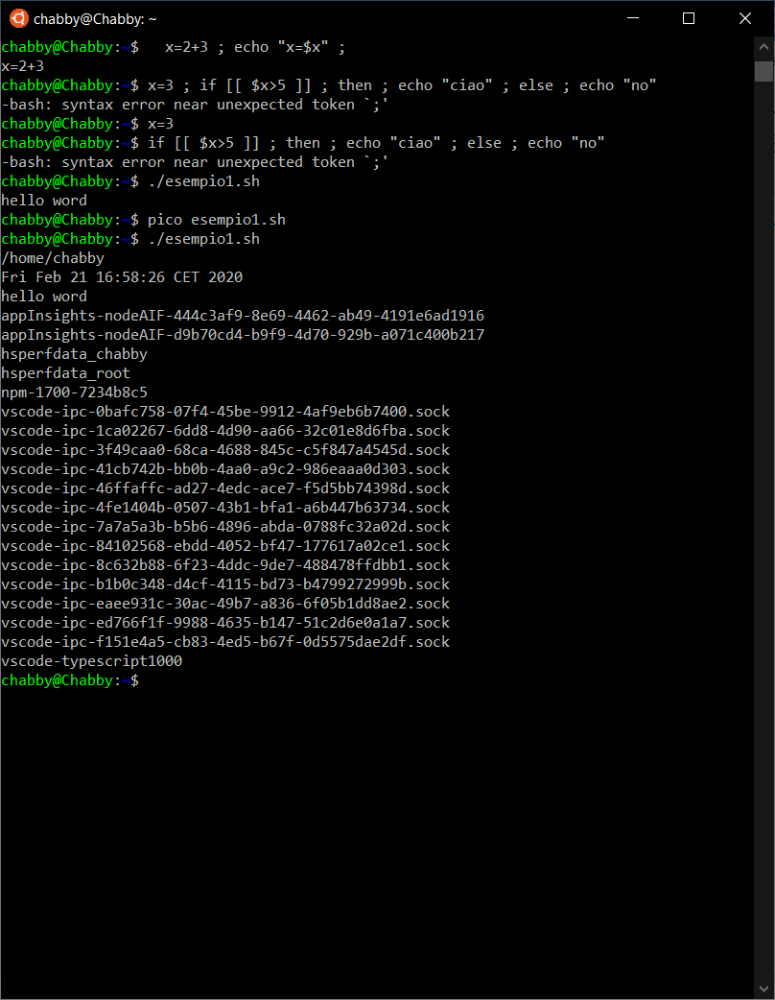 chabby@Chabby: ~
chabby@Chabby:~$   x=2+3 ; echo "x=$x" ;
x=2+3
chabby@Chabby:~$ x=3 ; if [[ $x>5 ]] ; then ; echo "ciao" ; else ; echo "no"
-bash: syntax error near unexpected token `;'
chabby@Chabby:~$ x=3
chabby@Chabby:~$ if [[ $x>5 ]] ; then ; echo "ciao" ; else ; echo "no"
-bash: syntax error near unexpected token `;'
chabby@Chabby:~$ ./esempio1.sh
hello word
chabby@Chabby:~$ pico esempio1.sh
chabby@Chabby:~$ ./esempio1.sh
/home/chabby
Fri Feb 21 16:58:26 CET 2020
hello word
appInsights-nodeAIF-444c3af9-8e69-4462-ab49-4191e6ad1916
appInsights-nodeAIF-d9b70cd4-b9f9-4d70-929b-a071c400b217
hsperfdata_chabby
hsperfdata_root
npm-1700-7234b8c5
vscode-ipc-0bafc758-07f4-45be-9912-4af9eb6b7400.sock
vscode-ipc-1ca02267-6dd8-4d90-aa66-32c01e8d6fba.sock
vscode-ipc-3f49caa0-68ca-4688-845c-c5f847a4545d.sock
vscode-ipc-41cb742b-bb0b-4aa0-a9c2-986eaaa0d303.sock
vscode-ipc-46ffaffc-ad27-4edc-ace7-f5d5bb74398d.sock
vscode-ipc-4fe1404b-0507-43b1-bfa1-a6b447b63734.sock
vscode-ipc-7a7a5a3b-b5b6-4896-abda-0788fc32a02d.sock
vscode-ipc-84102568-ebdd-4052-bf47-177617a02ce1.sock
vscode-ipc-8c632b88-6f23-4ddc-9de7-488478ffdbb1.sock
vscode-ipc-b1b0c348-d4cf-4115-bd73-b4799272999b.sock
vscode-ipc-eaee931c-30ac-49b7-a836-6f05b1dd8ae2.sock
vscode-ipc-ed766f1f-9988-4635-b147-51c2d6e0a1a7.sock
vscode-ipc-f151e4a5-cb83-4ed5-b67f-0d5575dae2df.sock
vscode-typescript1000
chabby@Chabby:~$